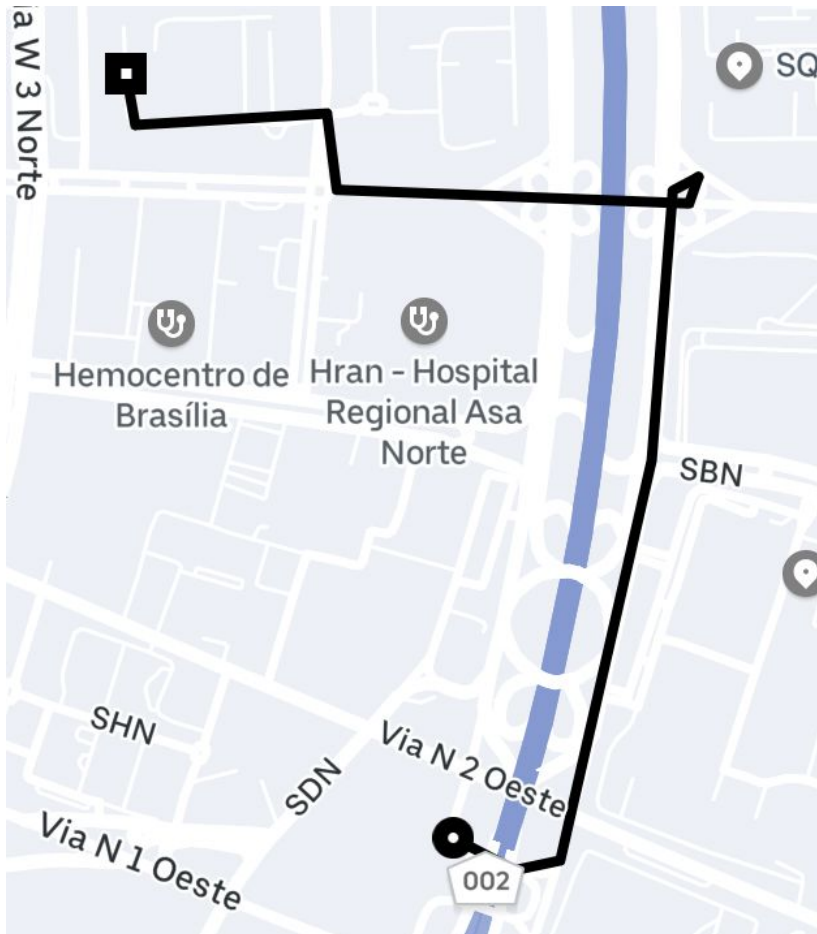 ia W 3 Norte
SQ
Hemocentro de
Brasília
Hran - Hospital
Regional Asa
Norte
SBN
SHN
SDN
Via N 2 Oeste
Via N 1 Oeste
002